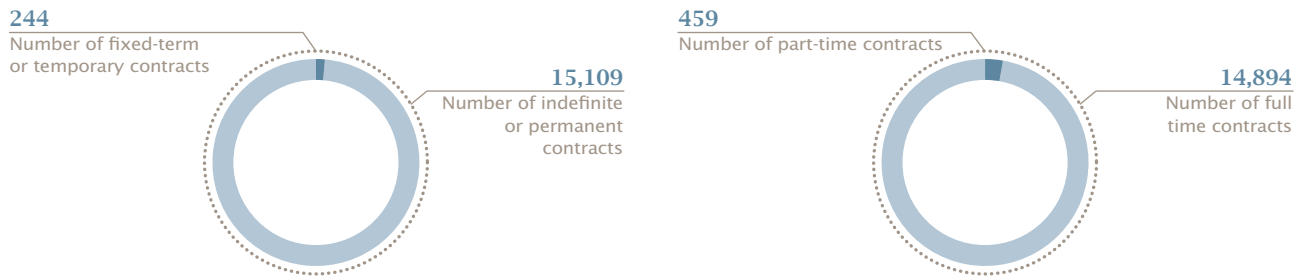 244
Number of fixed-term
or temporary contracts
15,109
Number of indefinite
or permanent
contracts
459
Number of part-time contracts
14,894
Number of full
time contracts